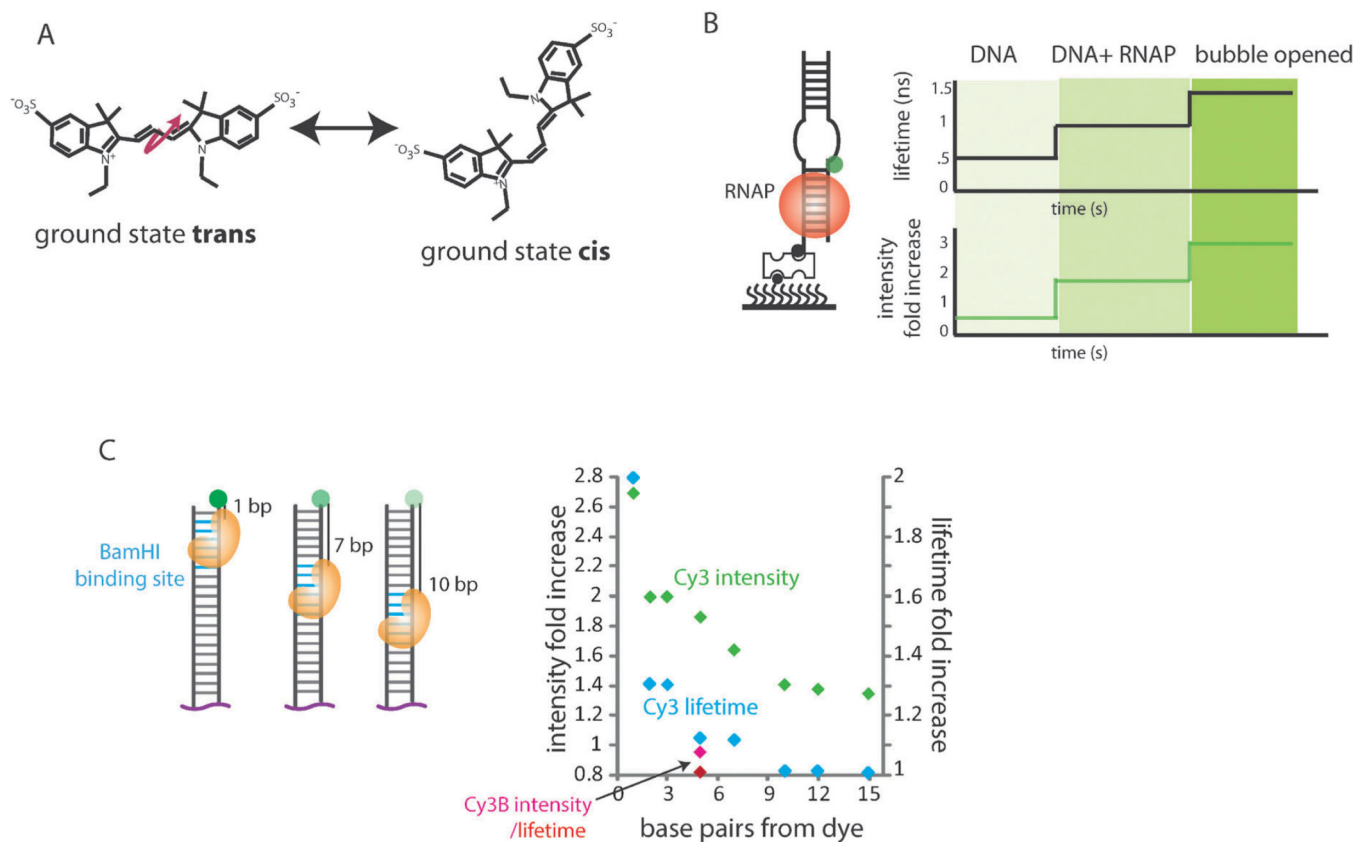 A
⁻O₃S
SO₃⁻
N⁺
N
ground state trans
SO₃⁻
N
⁻O₃S
N⁺
ground state cis
B
RNAP
DNA
DNA+ RNAP
bubble opened
lifetime (ns)
1.5
1
.5
0
time (s)
intensity
fold increase
3
2
1
0
time (s)
C
BamHI
binding site
1 bp
7 bp
10 bp
intensity fold increase
2.8
2.6
2.4
2.2
2
1.8
1.6
1.4
1.2
1
0.8
Cy3 intensity
Cy3 lifetime
Cy3B intensity
/lifetime
0
3
6
9
12
15
base pairs from dye
2
1.8
1.6
1.4
1.2
1
lifetime fold increase